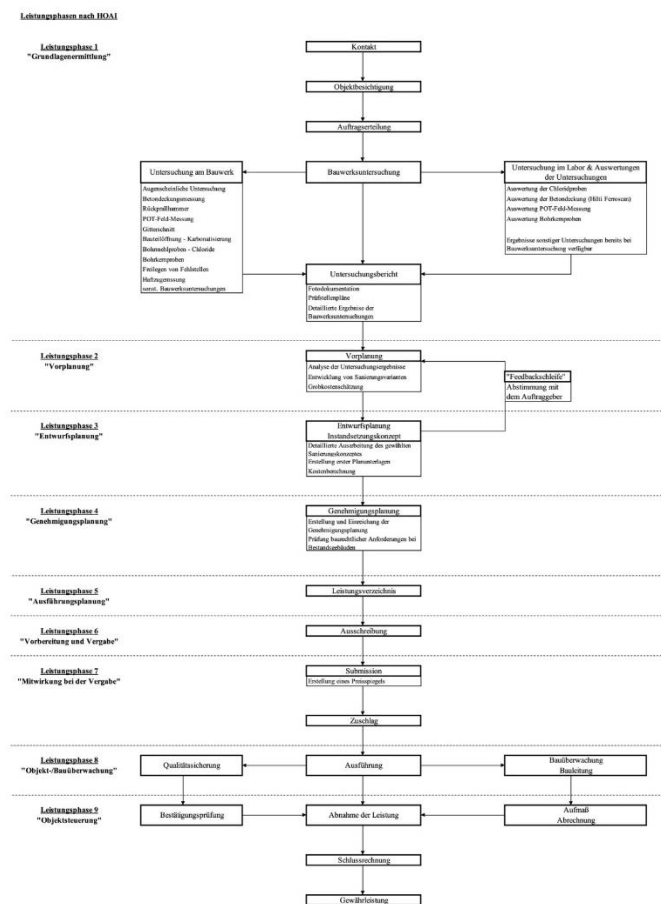 Leistungsphasen nach HOAI
Leistungsphase 1
"Grundlagenermittlung"
Kontakt
Objektbesichtigung
Auftragserteilung
Untersuchung am Bauwerk
Augenscheinliche Untersuchung
Betondeckungsmessung
Rückprallhammer
POT-Feld-Messung
Gitterschnitt
Bauteilöffnung - Karbonatisierung
Bohrmehlproben - Chloride
Bohrkernproben
Freilegen von Fehlstellen
Haftzugmessung
sonst. Bauwerksuntersuchungen
Bauwerksuntersuchung
Untersuchung im Labor & Auswertungen
der Untersuchungen
Auswertung der Chloridproben
Auswertung der Betondeckung (Hilti Ferroscan)
Auswertung POT-Feld-Messung
Auswertung Bohrkernproben
Ergebnisse sonstiger Untersuchungen bereits bei
Bauwerksuntersuchung verfügbar
Untersuchungsbericht
Fotodokumentation
Prüfstellenpläne
Detaillierte Ergebnisse der
Bauwerksuntersuchungen
Leistungsphase 2
"Vorplanung"
Vorplanung
Analyse der Untersuchungsergebnisse
Entwicklung von Sanierungsvarianten
Grobkostenschätzung
"Feedbackschleife"
Abstimmung mit
dem Auftraggeber
Leistungsphase 3
"Entwurfsplanung"
Entwurfsplanung
Instandsetzungskonzept
Detaillierte Ausarbeitung des gewählten
Sanierungskonzeptes
Erstellung erster Planunterlagen
Kostenberechnung
Leistungsphase 4
"Genehmigungsplanung"
Genehmigungsplanung
Erstellung und Einreichung der
Genehmigungsplanung
Prüfung baurechtlicher Anforderungen bei
Bestandsgebäuden
Leistungsphase 5
"Ausführungsplanung"
Leistungsverzeichnis
Leistungsphase 6
"Vorbereitung und Vergabe"
Ausschreibung
Leistungsphase 7
"Mitwirkung bei der Vergabe"
Submission
Erstellung eines Preisspiegels
Zuschlag
Leistungsphase 8
"Objekt-/Bauüberwachung"
Qualitätssicherung
Ausführung
Bauüberwachung
Bauleitung
Leistungsphase 9
"Objektsteuerung"
Bestätigungsprüfung
Abnahme der Leistung
Aufmaß
Abrechnung
Schlussrechnung
Gewährleistung